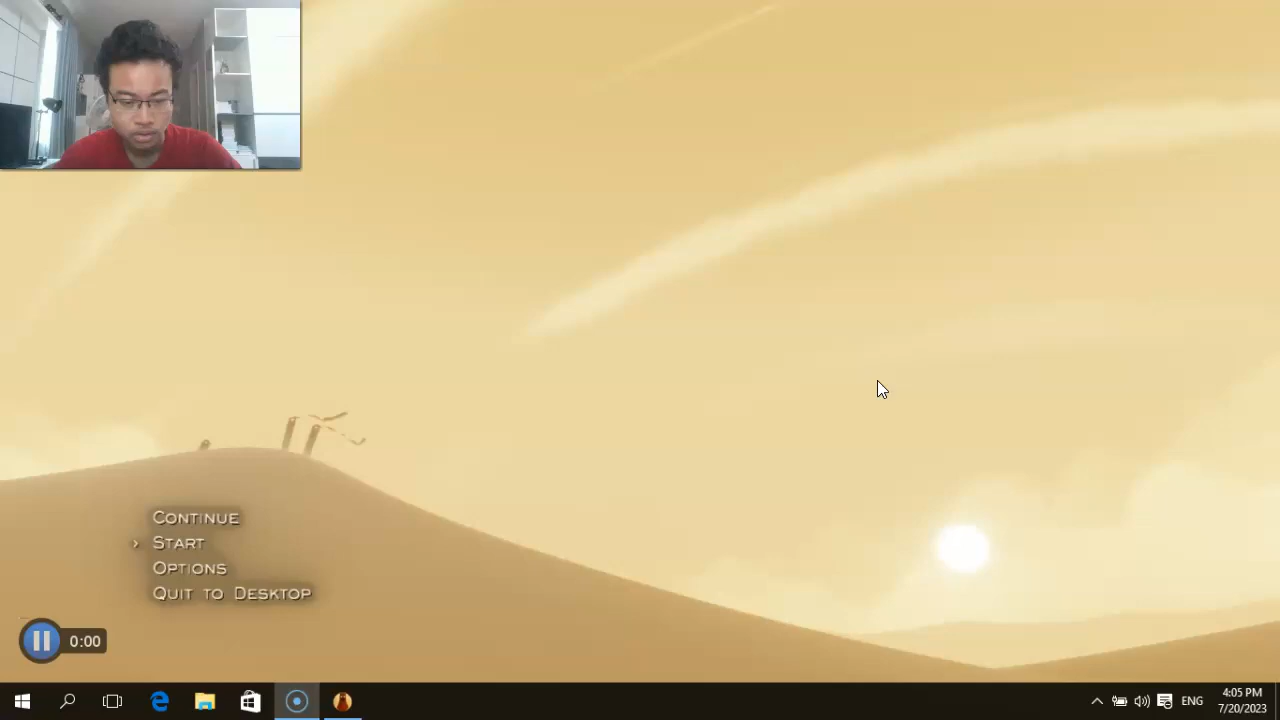 CONTINUE
› START
OPTIONS
QUIT TO DESKTOP
0:00
ENG
4:05 PM
7/20/2023